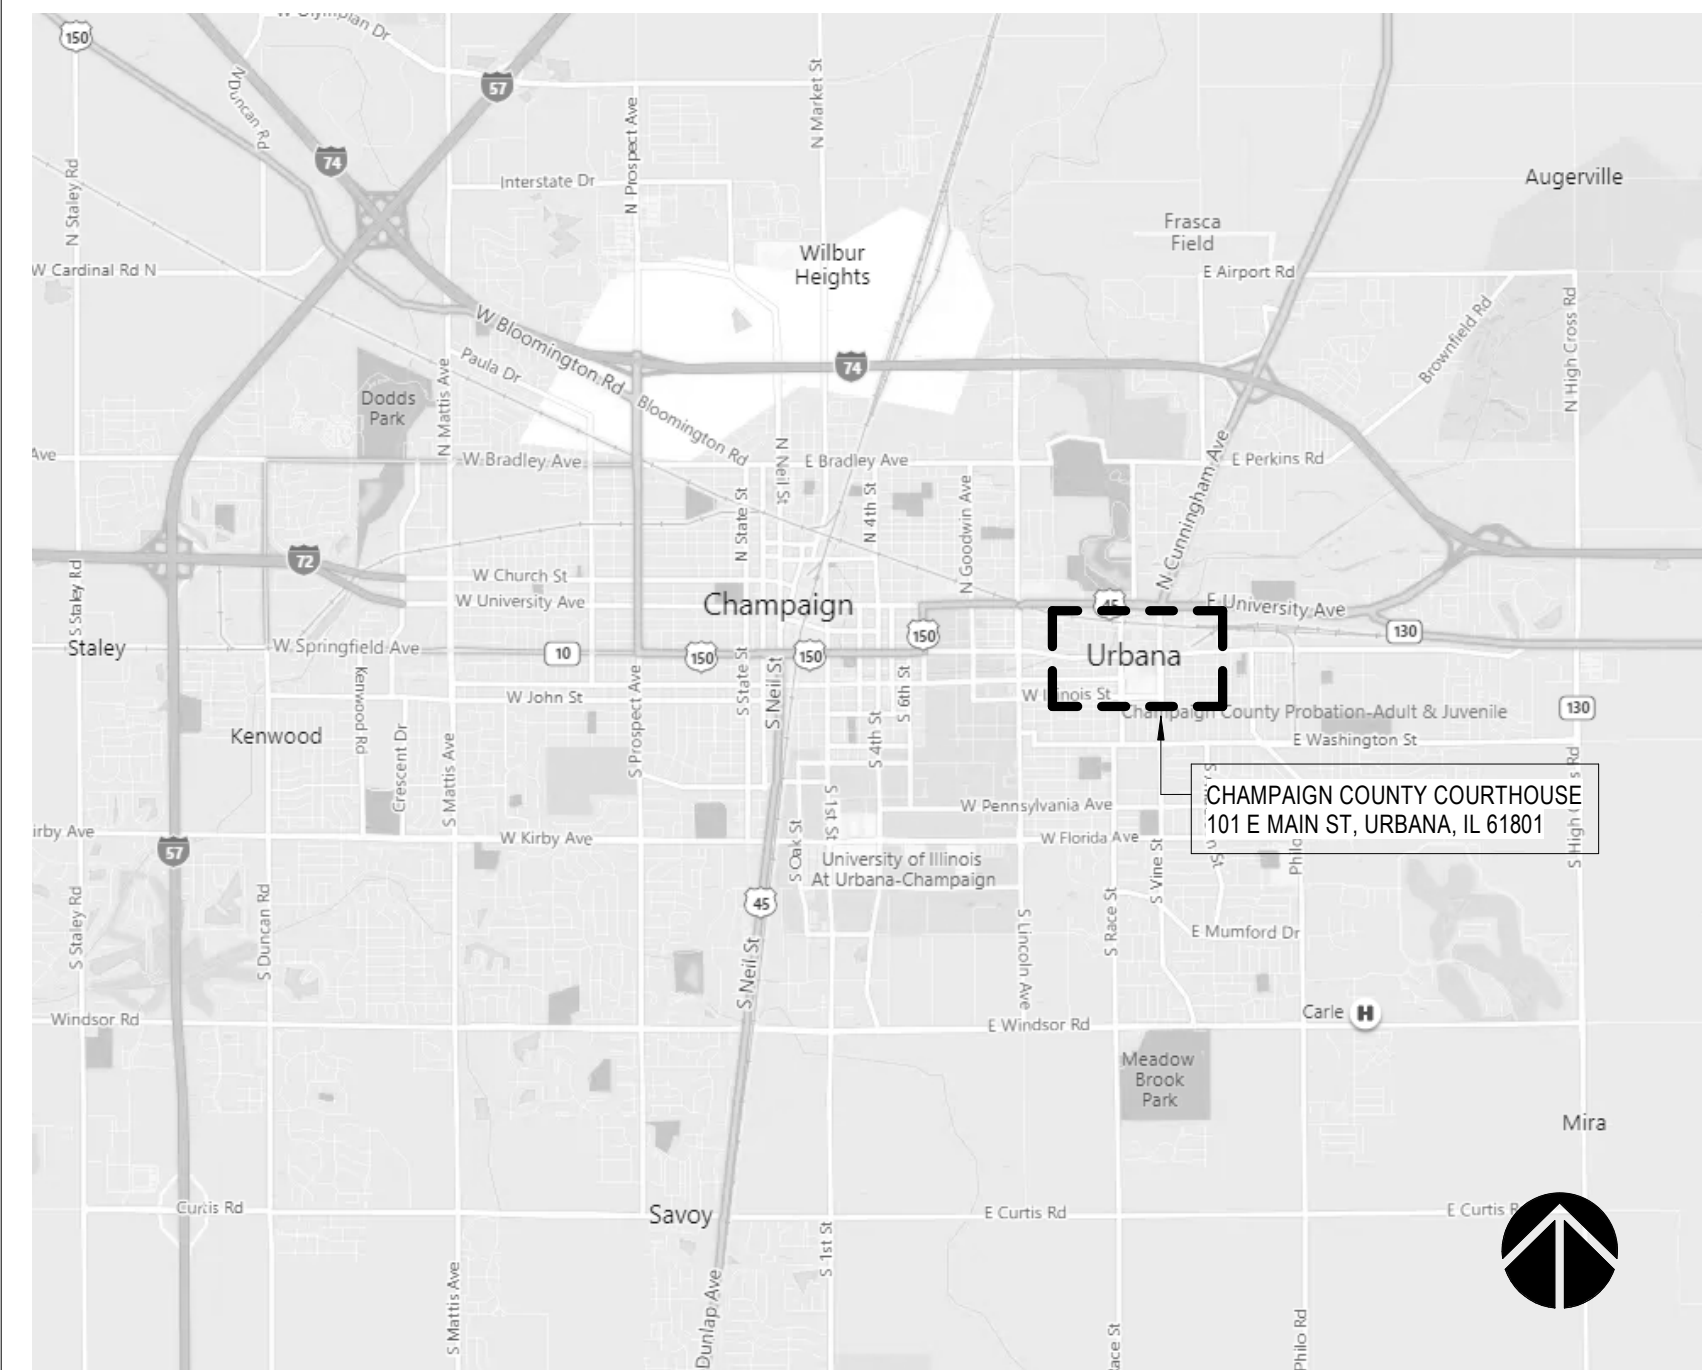 W Olympian Dr
150
57
N Duncan Rd
N Market St
N Prospect Ave
74
Interstate Dr
N Staley Rd
Augerville
Frasca
Field
Wilbur
Heights
W Cardinal Rd N
E Airport Rd
N High Cross Rd
Brownfield Rd
W Bloomington Rd
Paula Dr
74
N Mattis Ave
Dodds
Park
Bloomington Rd
N Neil St
Ave
W Bradley Ave
E Bradley Ave
E Perkins Rd
N Cunningham Ave
N State St
N 4th St
N Goodwin Ave
72
W Church St
W University Ave
Champaign
45
E University Ave
S Staley Rd
Staley
W Springfield Ave
10
150
150
150
130
Urbana
W Illinois St
Champaign County Probation-Adult & Juvenile
130
Kenwood Rd
W John St
S Prospect Ave
S State St
S Neil St
S 6th St
S 4th St
Kenwood
Crescent Dr
S Mattis Ave
E Washington St
CHAMPAIGN COUNTY COURTHOUSE
101 E MAIN ST, URBANA, IL 61801
W Pennsylvania Ave
S 1st St
S Oak St
irby Ave
57
W Kirby Ave
W Florida Ave
University of Illinois
At Urbana-Champaign
S Vine St
Philo
S High
s Rd
S Staley Rd
S Duncan Rd
45
S Neil St
S Lincoln Ave
S Race St
E Mumford Dr
Windsor Rd
E Windsor Rd
Carle H
Meadow
Brook
Park
Mira
Curtis Rd
Savoy
E Curtis Rd
E Curtis R
S 1st St
S Mattis Ave
Dunlap Ave
ace St
Philo Rd